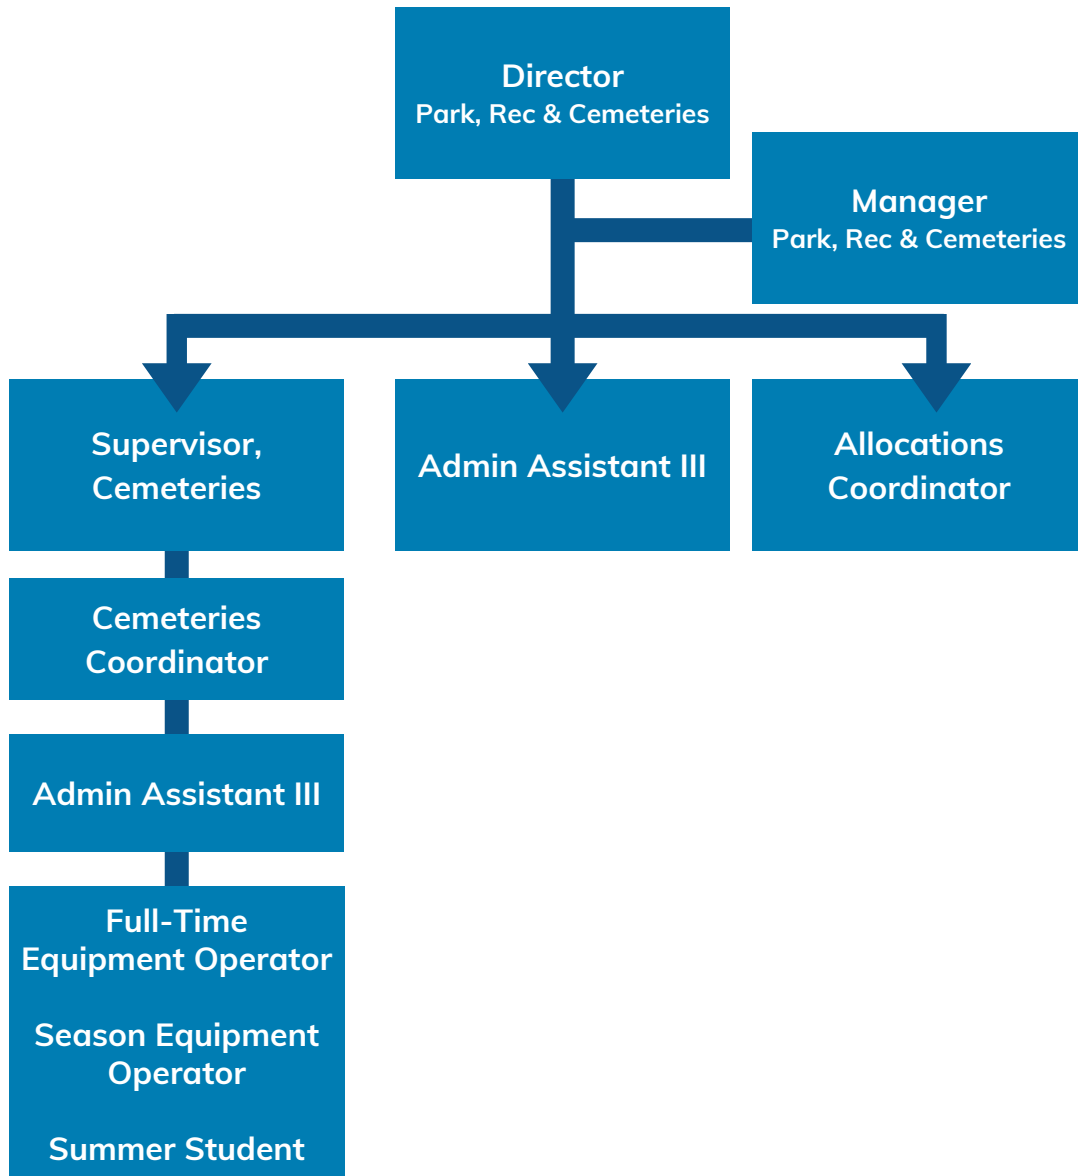 Director
Park, Rec & Cemeteries
Manager
Park, Rec & Cemeteries
Supervisor,
Cemeteries
Admin Assistant III
Allocations
Coordinator
Cemeteries
Coordinator
Admin Assistant III
Full-Time
Equipment Operator
Season Equipment
Operator
Summer Student